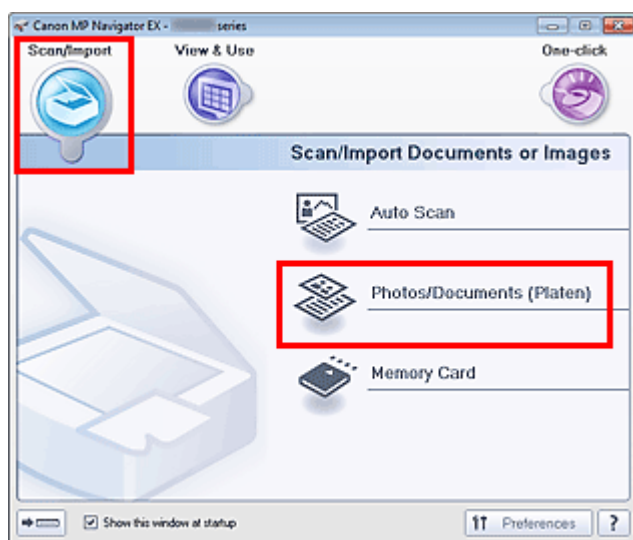 Canon MP Navigator EX - series
Scan/Import View & Use One-click
Scan/Import Documents or Images
Auto Scan
Photos/Documents (Platen)
Memory Card
Show this window at startup Preferences ?